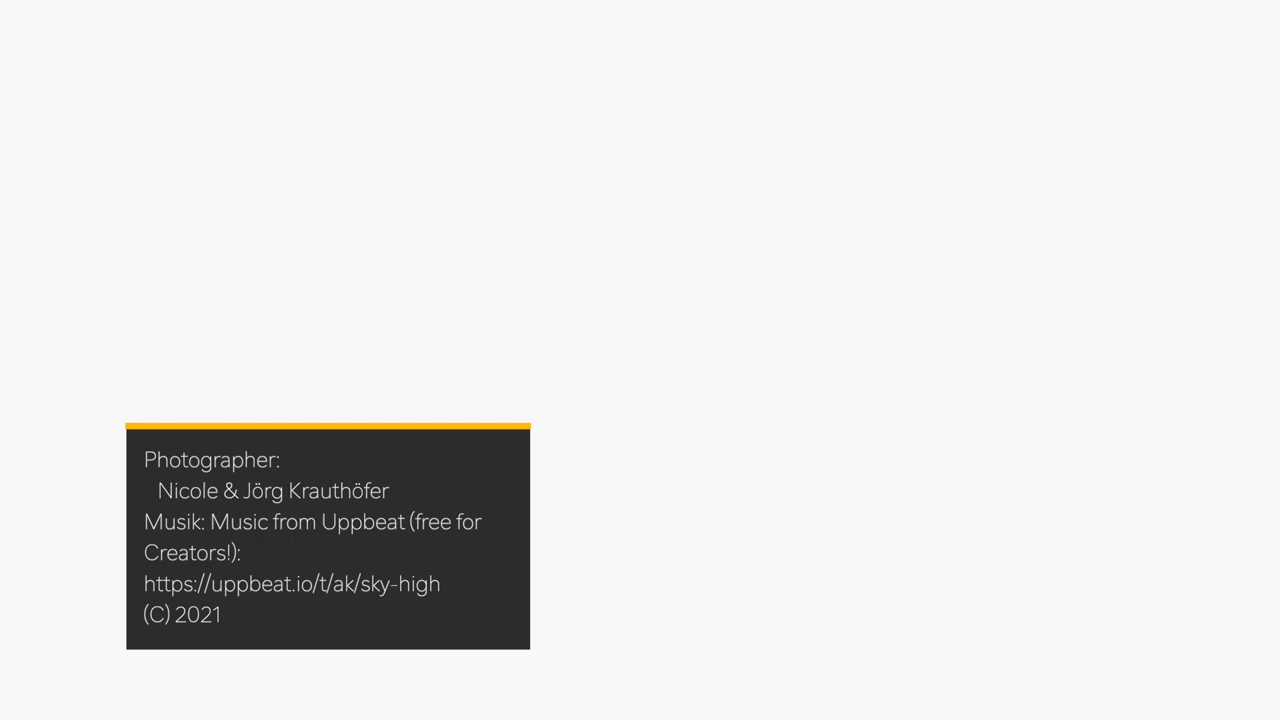 Photographer:
Nicole & Jörg Krauthöfer
Musik: Music from Uppbeat (free for
Creators!):
https://uppbeat.io/t/ak/sky-high
(C) 2021